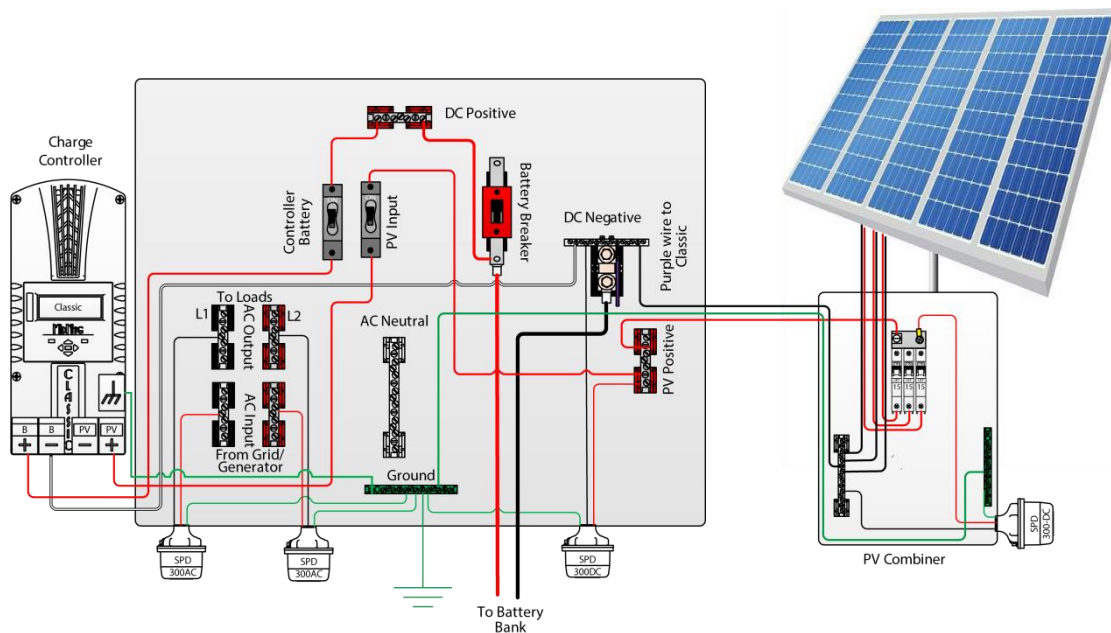 Charge
Controller
Classic
MidNite
CLASSIC
B
B
PV
PV
+
−
−
+
DC Positive
Controller
Battery
PV Input
Battery Breaker
DC Negative
Purple wire to
Classic
To Loads
L1
L2
AC Output
AC Input
From Grid/
Generator
AC Neutral
Ground
PV Positive
SPD
300AC
SPD
300AC
SPD
300DC
To Battery
Bank
15
15
15
SPD
300-DC
PV Combiner